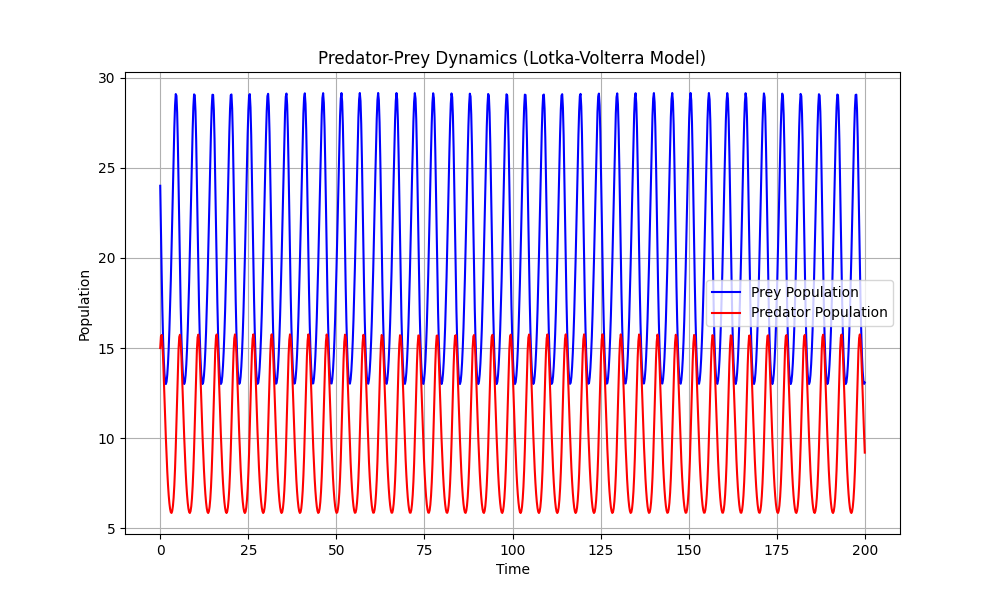 Predator-Prey Dynamics (Lotka-Volterra Model)
30
25
20
15
10
5
Population
Prey Population
Predator Population
0 25 50 75 100 125 150 175 200
Time